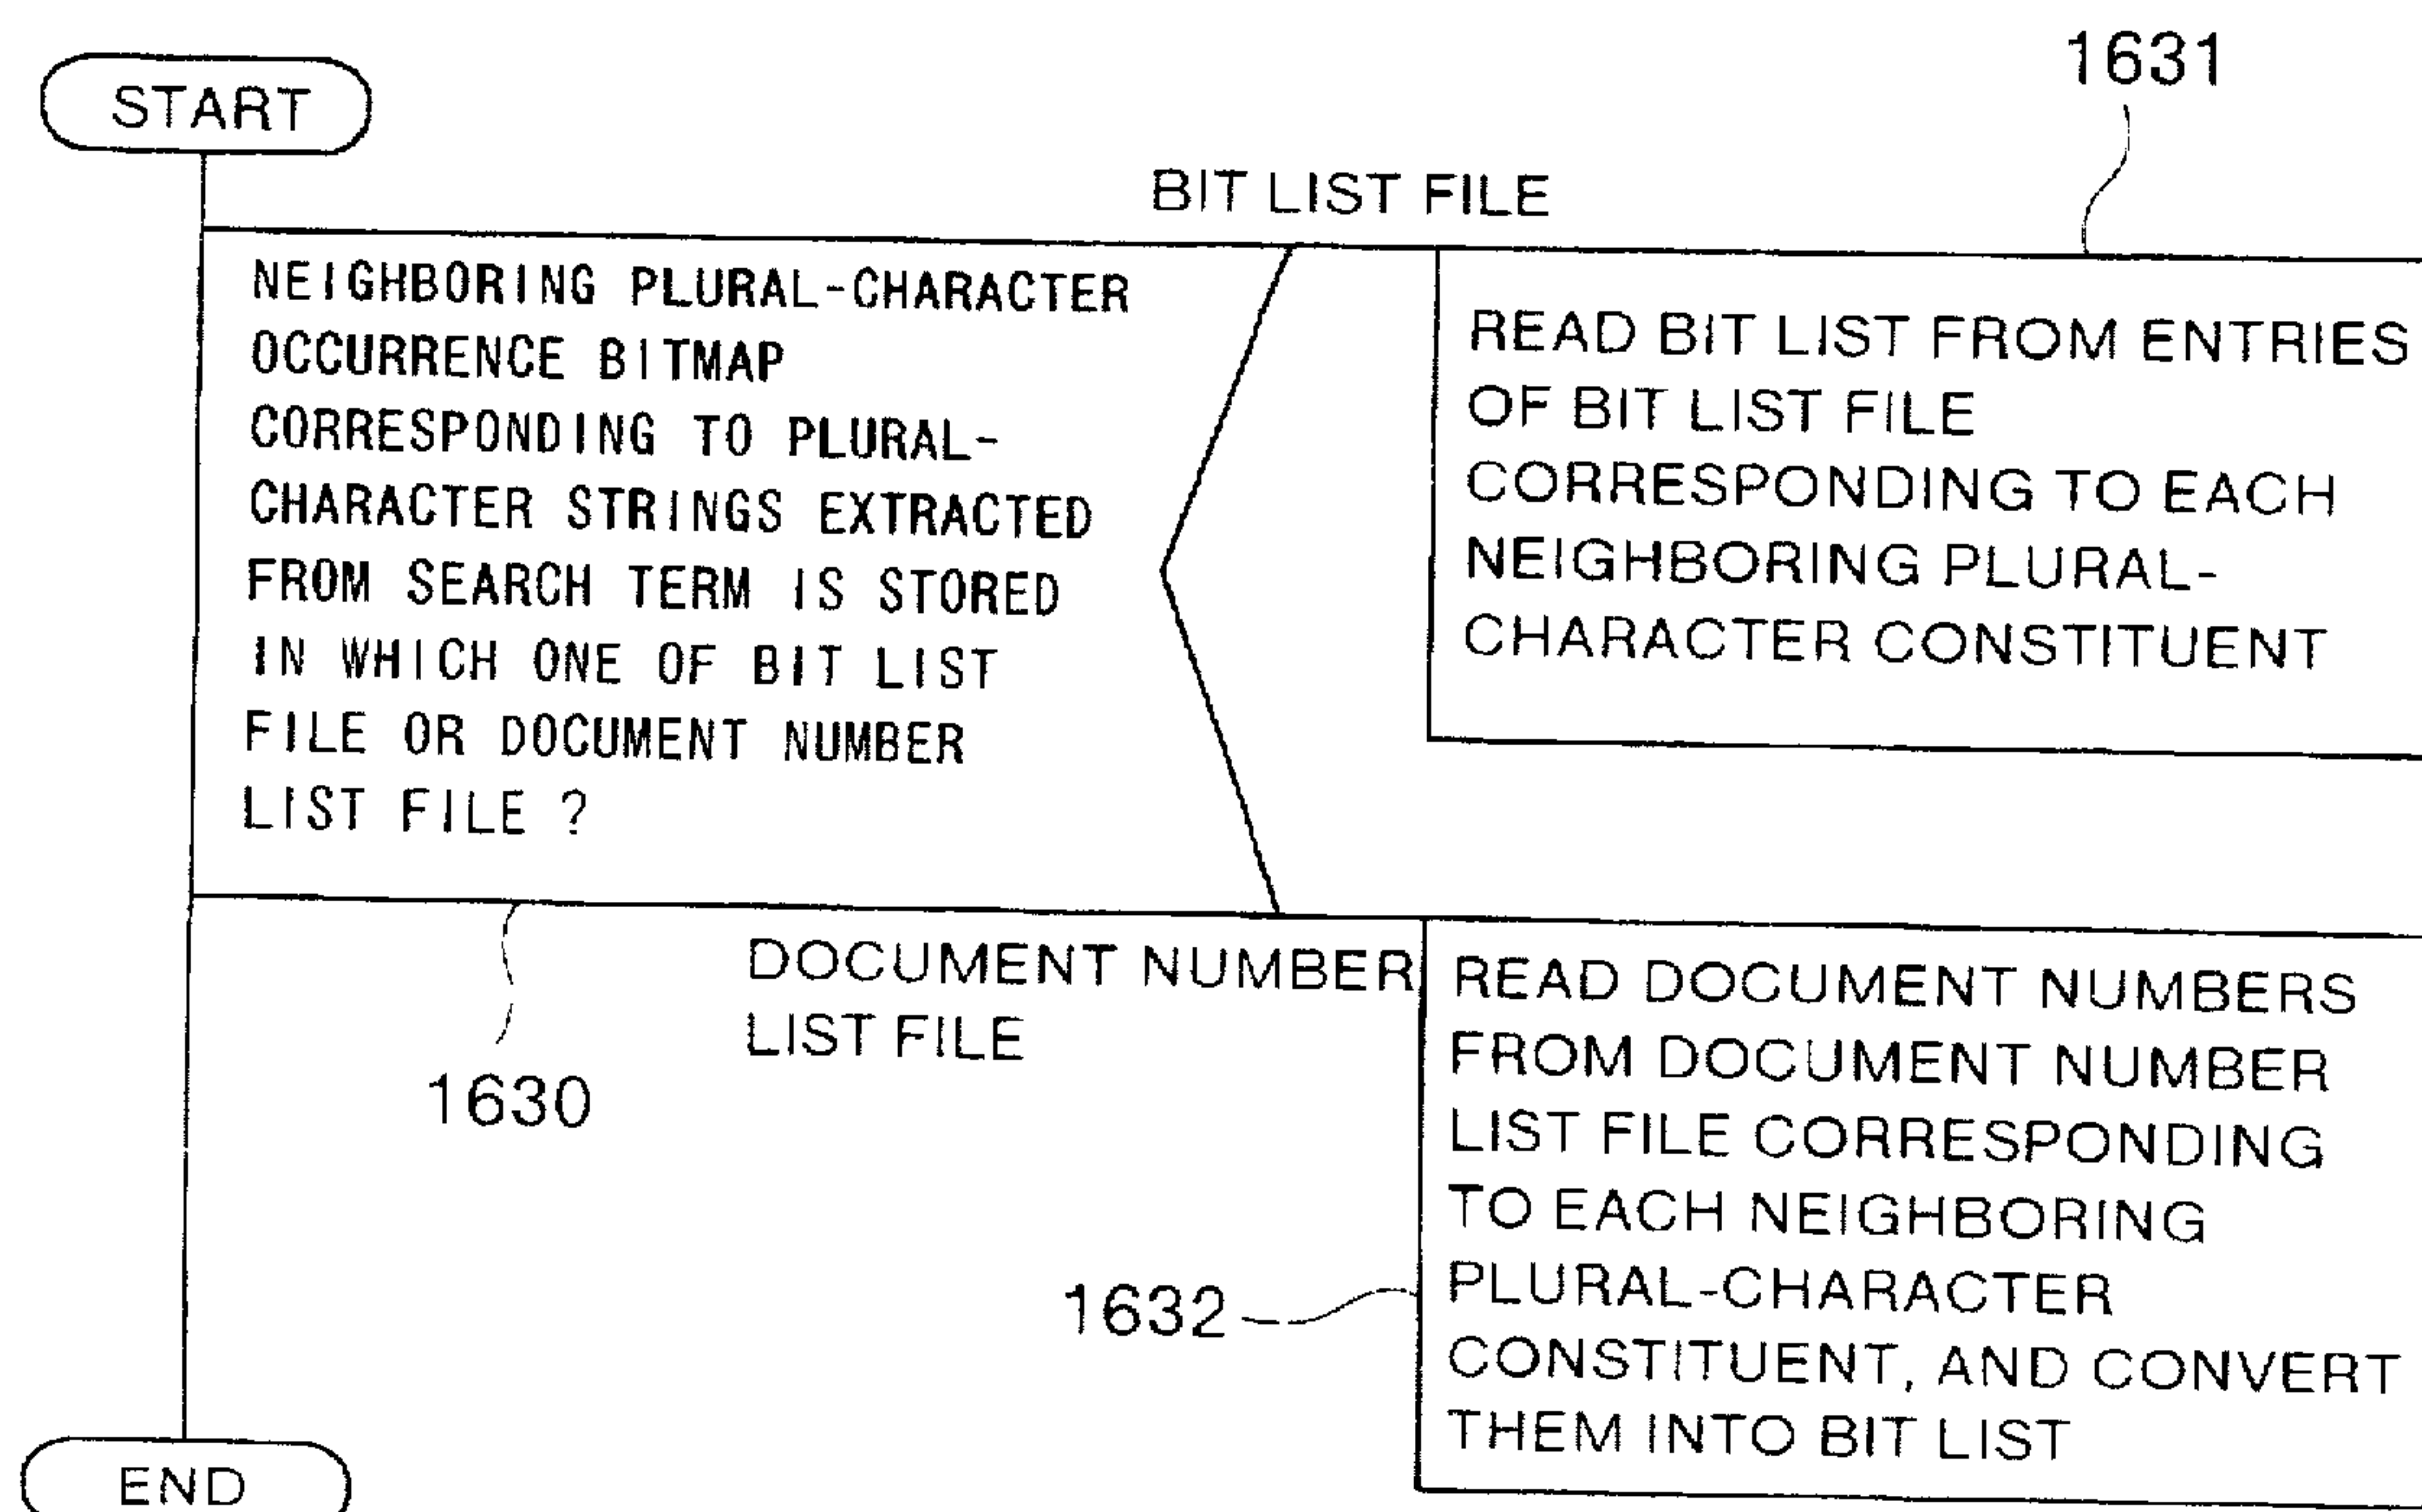 1631
START
BIT LIST FILE
NEIGHBORING PLURAL-CHARACTER
OCCURRENCE BITMAP
CORRESPONDING TO PLURAL-
CHARACTER STRINGS EXTRACTED
FROM SEARCH TERM IS STORED
IN WHICH ONE OF BIT LIST
FILE OR DOCUMENT NUMBER
LIST FILE ?
READ BIT LIST FROM ENTRIES
OF BIT LIST FILE
CORRESPONDING TO EACH
NEIGHBORING PLURAL-
CHARACTER CONSTITUENT
1630
DOCUMENT NUMBER
LIST FILE
1632
READ DOCUMENT NUMBERS
FROM DOCUMENT NUMBER
LIST FILE CORRESPONDING
TO EACH NEIGHBORING
PLURAL-CHARACTER
CONSTITUENT, AND CONVERT
THEM INTO BIT LIST
END